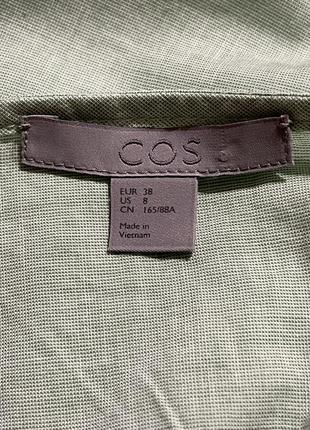 COS
EUR 38
US 8
CN 165/88A
Made in
Vietnam